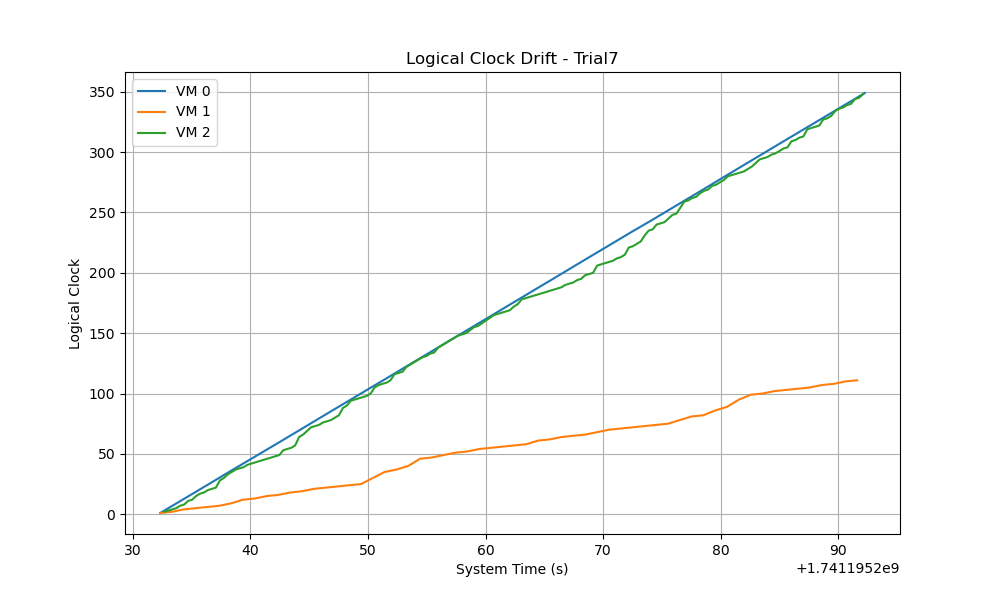 Logical Clock Drift - Trial7
VM 0
VM 1
VM 2
350
300
250
200
150
100
50
0
Logical Clock
30 40 50 60 70 80 90
System Time (s)
+1.7411952e9